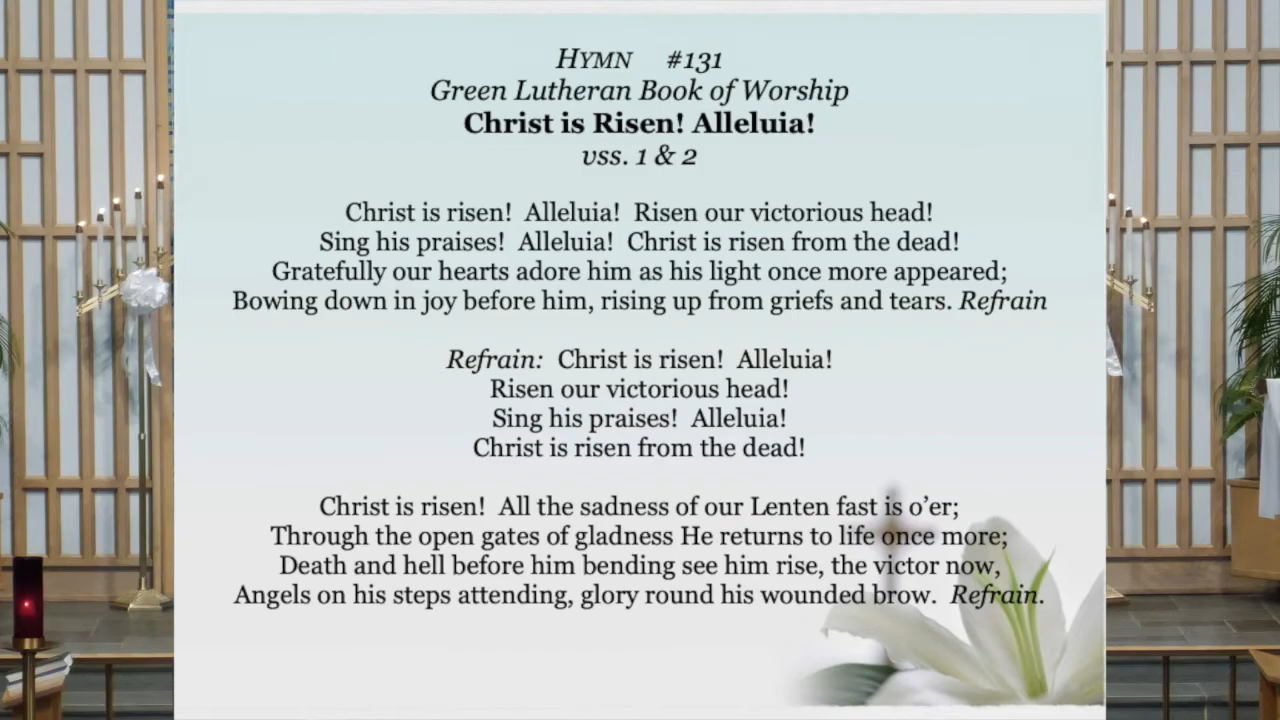 HYMN #131
Green Lutheran Book of Worship
Christ is Risen! Alleluia!
vss. 1 & 2
Christ is risen! Alleluia! Risen our victorious head!
Sing his praises! Alleluia! Christ is risen from the dead!
Gratefully our hearts adore him as his light once more appeared;
Bowing down in joy before him, rising up from griefs and tears. Refrain
Refrain: Christ is risen! Alleluia!
Risen our victorious head!
Sing his praises! Alleluia!
Christ is risen from the dead!
Christ is risen! All the sadness of our Lenten fast is o’er;
Through the open gates of gladness He returns to life once more;
Death and hell before him bending see him rise, the victor now,
Angels on his steps attending, glory round his wounded brow. Refrain.